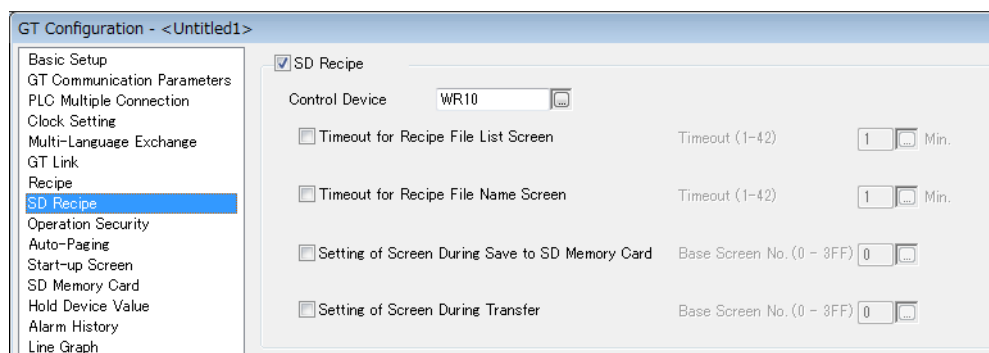 GT Configuration - <Untitled1>
Basic Setup
GT Communication Parameters
PLC Multiple Connection
Clock Setting
Multi-Language Exchange
GT Link
Recipe
SD Recipe
Operation Security
Auto-Paging
Start-up Screen
SD Memory Card
Hold Device Value
Alarm History
Line Graph
SD Recipe
Control Device WR10 ...
Timeout for Recipe File List Screen Timeout (1-42) 1 ... Min.
Timeout for Recipe File Name Screen Timeout (1-42) 1 ... Min.
Setting of Screen During Save to SD Memory Card Base Screen No. (0 - 3FF) 0 ...
Setting of Screen During Transfer Base Screen No. (0 - 3FF) 0 ...